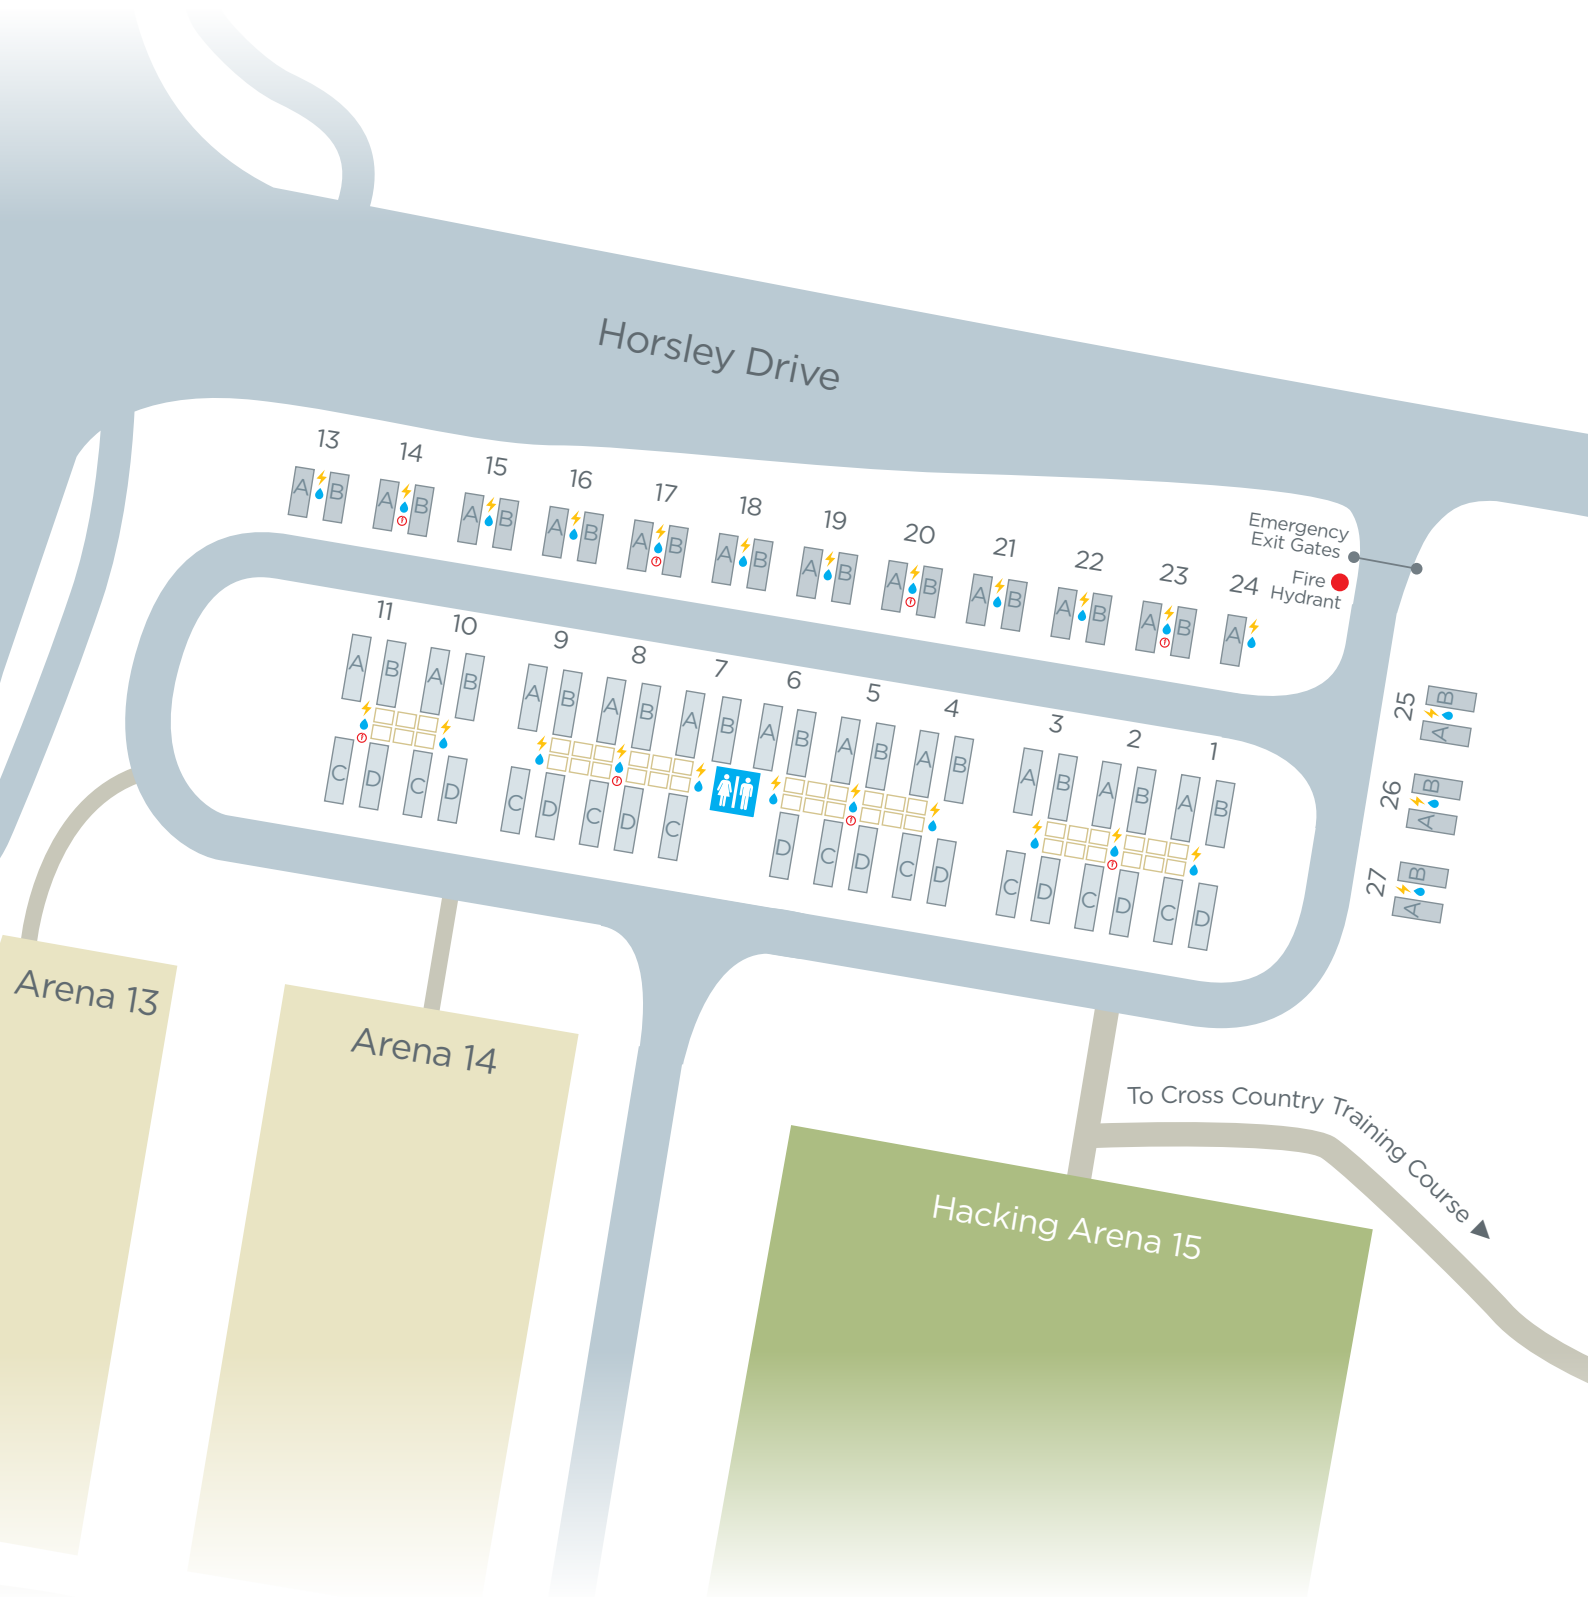 Horsley Drive
13 14 15 16 17 18 19 20 21 22 23 24
A B A B A B A B A B A B A B A B A B A B A B A
Emergency
Exit Gates
Fire
Hydrant
11 10 9 8 7 6 5 4 3 2 1
A B A B A B A B A B A B A B A B A B A B A B
C D C D C D C D C D C D C D C D C D C D
25
B
A
26
B
A
27
B
A
Arena 13
Arena 14
Hacking Arena 15
To Cross Country Training Course